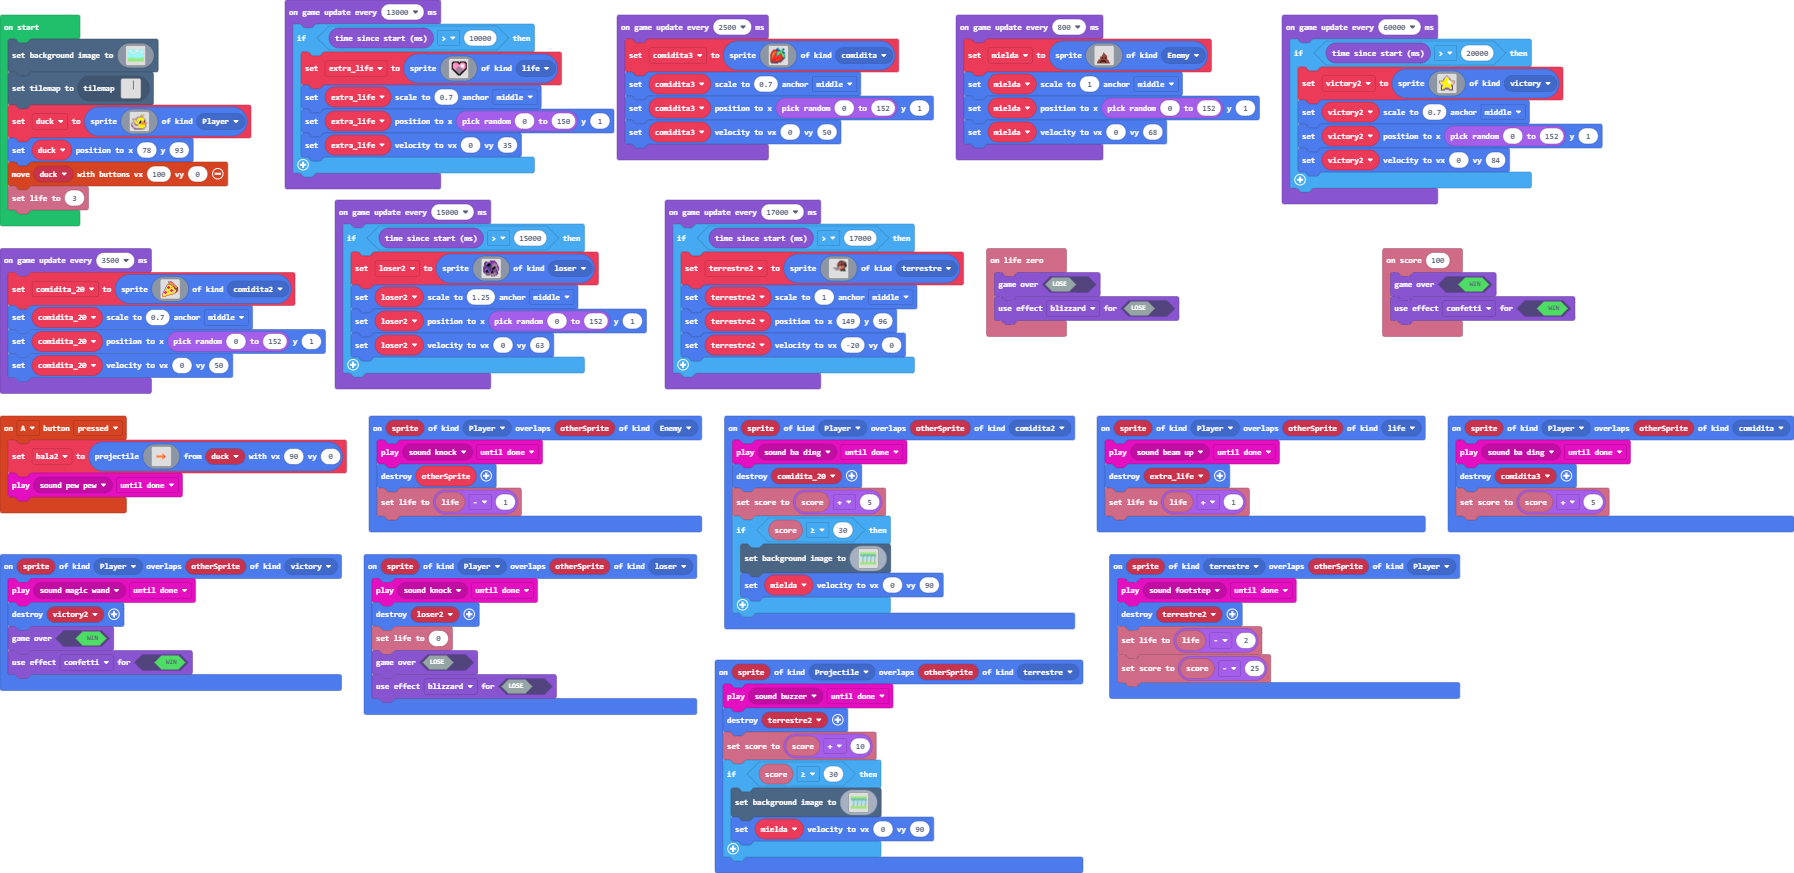 on start
set background image to
set tilemap to tilemap
set duck to sprite of kind Player
set duck position to x 78 y 93
move duck with buttons vx 100 vy 0
set life to 3
on game update every 13000 ms
if time since start (ms) > 10000 then
set extra_life to sprite of kind life
set extra_life scale to 0.7 anchor middle
set extra_life position to x pick random 0 to 150 y 1
set extra_life velocity to vx 0 vy 35
on game update every 2500 ms
set comidita3 to sprite of kind comidita
set comidita3 scale to 0.7 anchor middle
set comidita3 position to x pick random 0 to 152 y 1
set comidita3 velocity to vx 0 vy 50
on game update every 800 ms
set mielda to sprite of kind Enemy
set mielda scale to 1 anchor middle
set mielda position to x pick random 0 to 152 y 1
set mielda velocity to vx 0 vy 68
on game update every 60000 ms
if time since start (ms) > 20000 then
set victory2 to sprite of kind victory
set victory2 scale to 0.7 anchor middle
set victory2 position to x pick random 0 to 152 y 1
set victory2 velocity to vx 0 vy 84
on game update every 3500 ms
set comidita_20 to sprite of kind comidita2
set comidita_20 scale to 0.7 anchor middle
set comidita_20 position to x pick random 0 to 152 y 1
set comidita_20 velocity to vx 0 vy 50
on game update every 15000 ms
if time since start (ms) > 15000 then
set loser2 to sprite of kind loser
set loser2 scale to 1.25 anchor middle
set loser2 position to x pick random 0 to 152 y 1
set loser2 velocity to vx 0 vy 63
on game update every 17000 ms
if time since start (ms) > 17000 then
set terrestre2 to sprite of kind terrestre
set terrestre2 scale to 1 anchor middle
set terrestre2 position to x 149 y 96
set terrestre2 velocity to vx -20 vy 0
on life zero
game over LOSE
use effect blizzard for LOSE
on score 100
game over WIN
use effect confetti for WIN
on A button pressed
set bala2 to projectile from duck with vx 90 vy 0
play sound pew pew until done
on sprite of kind Player overlaps otherSprite of kind Enemy
play sound knock until done
destroy otherSprite
set life to life - 1
on sprite of kind Player overlaps otherSprite of kind comidita2
play sound ba ding until done
destroy comidita_20
set score to score + 5
if score ≥ 30 then
set background image to
set mielda velocity to vx 0 vy 90
on sprite of kind Player overlaps otherSprite of kind life
play sound beam up until done
destroy extra_life
set life to life + 1
on sprite of kind Player overlaps otherSprite of kind comidita
play sound ba ding until done
destroy comidita3
set score to score + 5
on sprite of kind Player overlaps otherSprite of kind victory
play sound magic wand until done
destroy victory2
game over WIN
use effect confetti for WIN
on sprite of kind Player overlaps otherSprite of kind loser
play sound knock until done
destroy loser2
set life to 0
game over LOSE
use effect blizzard for LOSE
on sprite of kind Projectile overlaps otherSprite of kind terrestre
play sound buzzer until done
destroy terrestre2
set score to score + 10
if score ≥ 30 then
set background image to
set mielda velocity to vx 0 vy 90
on sprite of kind terrestre overlaps otherSprite of kind Player
play sound footstep until done
destroy terrestre2
set life to life - 2
set score to score - 25